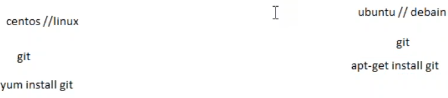 centos //linux
git
yum install git
ubuntu // debain
git
apt-get install git